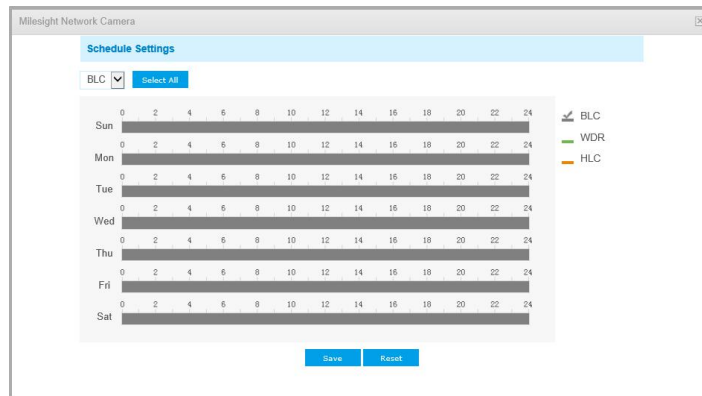 Milesight Network Camera
Schedule Settings
BLC Select All
0 2 4 6 8 10 12 14 16 18 20 22 24
Sun
0 2 4 6 8 10 12 14 16 18 20 22 24
Mon
0 2 4 6 8 10 12 14 16 18 20 22 24
Tue
0 2 4 6 8 10 12 14 16 18 20 22 24
Wed
0 2 4 6 8 10 12 14 16 18 20 22 24
Thu
0 2 4 6 8 10 12 14 16 18 20 22 24
Fri
0 2 4 6 8 10 12 14 16 18 20 22 24
Sat
BLC
WDR
HLC
Save Reset